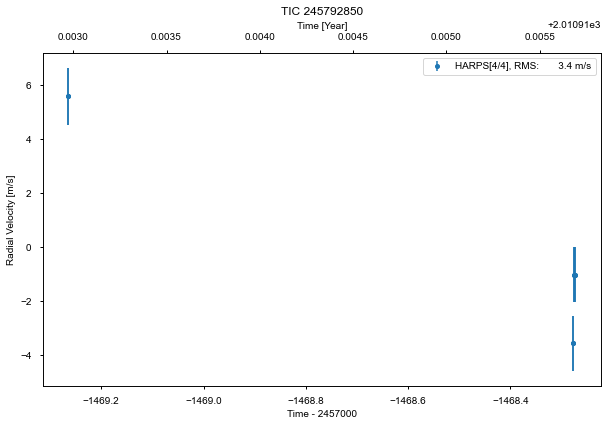 TIC 245792850
Time [Year]
+2.01091e3
0.0030 0.0035 0.0040 0.0045 0.0050 0.0055
HARPS[4/4], RMS: 3.4 m/s
6
4
2
0
−2
−4
Radial Velocity [m/s]
−1469.2 −1469.0 −1468.8 −1468.6 −1468.4
Time - 2457000